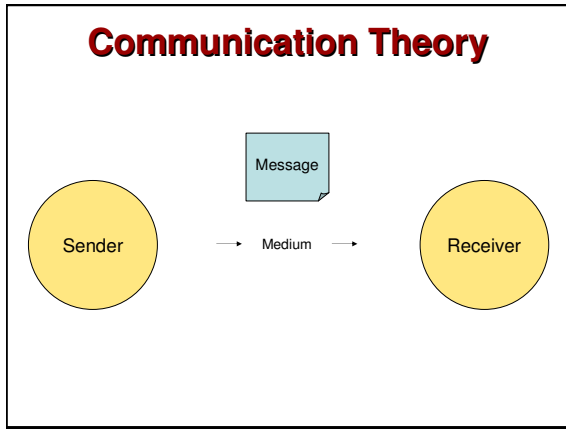 Communication Theory
Message
Sender
Medium
Receiver